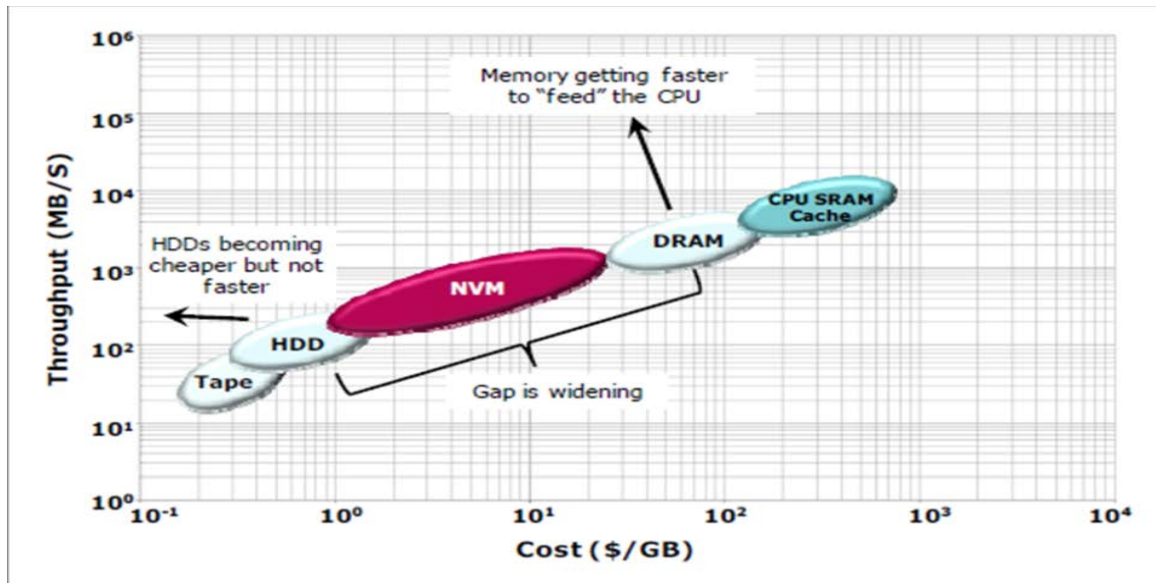 10⁶
10⁵
10⁴
10³
10²
10¹
10⁰
Throughput (MB/S)
Memory getting faster
to “feed” the CPU
CPU SRAM
Cache
DRAM
HDDs becoming
cheaper but not
faster
NVM
HDD
Tape
Gap is widening
10⁻¹ 10⁰ 10¹ 10² 10³ 10⁴
Cost ($/GB)